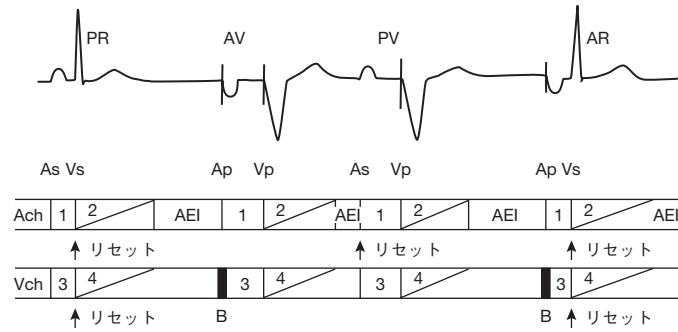 PR AV PV AR
As Vs Ap Vp As Vp Ap Vs
Ach 1 2 AEI 1 2 AEI 1 2 AEI 1 2 AEI
リセット リセット リセット
Vch 3 4 3 4 3 4 3 4
リセット B B リセット